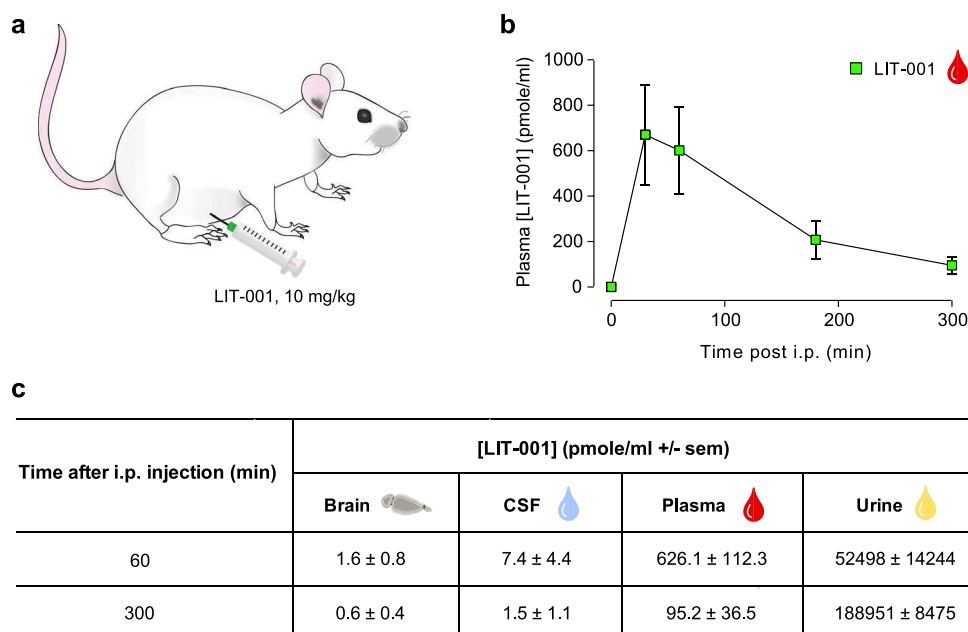 a
LIT-001, 10 mg/kg
b
Plasma [LIT-001] (pmole/ml)
1000
800
600
400
200
0
0 100 200 300
Time post i.p. (min)
LIT-001
c
Time after i.p. injection (min)
[LIT-001] (pmole/ml +/- sem)
Brain CSF Plasma Urine
60 1.6 ± 0.8 7.4 ± 4.4 626.1 ± 112.3 52498 ± 14244
300 0.6 ± 0.4 1.5 ± 1.1 95.2 ± 36.5 188951 ± 8475